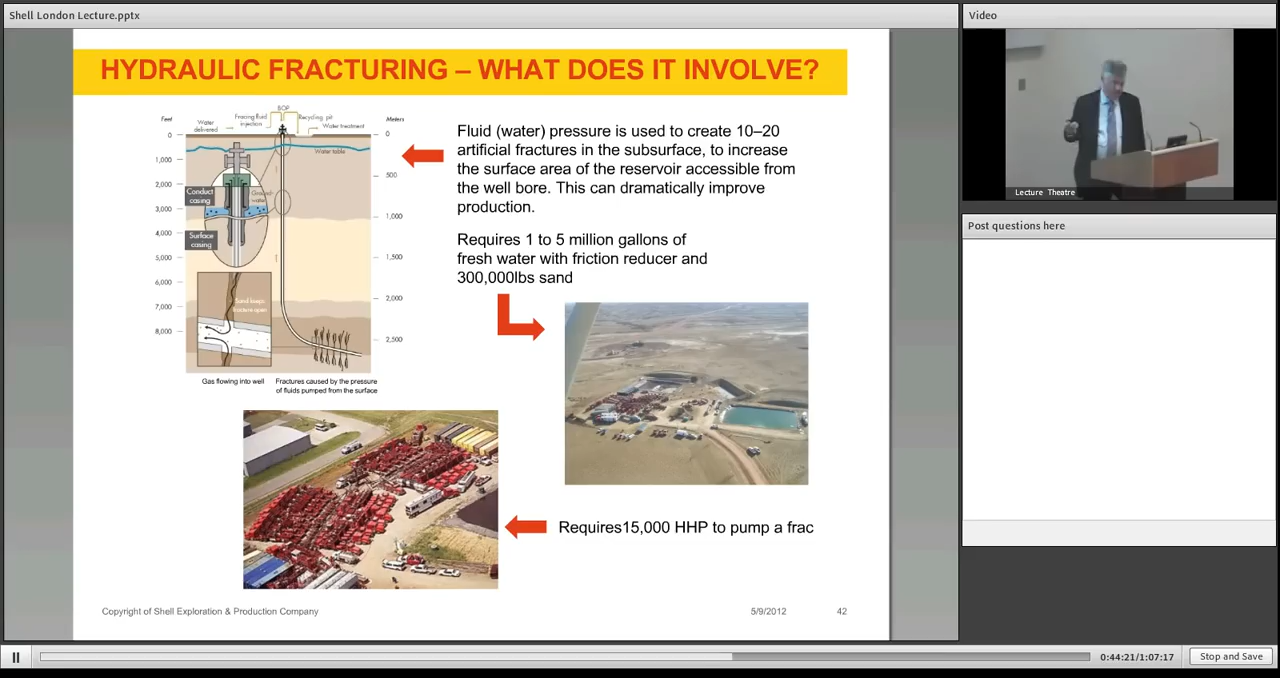 Shell London Lecture.pptx
HYDRAULIC FRACTURING – WHAT DOES IT INVOLVE?
Feet
Water
delivered
Fracing fluid
injection
BOP
Recycling pit
Water treatment
Meters
0
1,000
2,000
3,000
4,000
5,000
6,000
7,000
8,000
Water table
Conduct
casing
Ground
water
Surface
casing
Sand keeps
fracture open
0
500
1,000
1,500
2,000
2,500
Gas flowing into well
Fractures caused by the pressure
of fluids pumped from the surface
Fluid (water) pressure is used to create 10–20
artificial fractures in the subsurface, to increase
the surface area of the reservoir accessible from
the well bore. This can dramatically improve
production.
Requires 1 to 5 million gallons of
fresh water with friction reducer and
300,000lbs sand
Requires15,000 HHP to pump a frac
Copyright of Shell Exploration & Production Company
5/9/2012
42
Video
Lecture Theatre
Post questions here
0:44:21/1:07:17
Stop and Save